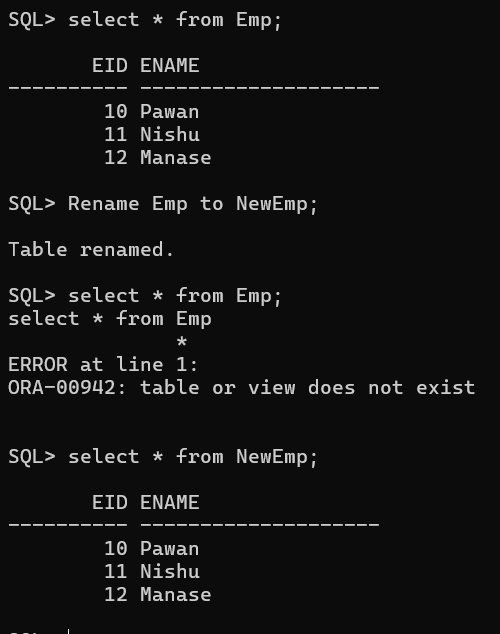 SQL> select * from Emp;
       EID ENAME
---------- --------------------
        10 Pawan
        11 Nishu
        12 Manase
SQL> Rename Emp to NewEmp;
Table renamed.
SQL> select * from Emp;
select * from Emp
              *
ERROR at line 1:
ORA-00942: table or view does not exist
SQL> select * from NewEmp;
       EID ENAME
---------- --------------------
        10 Pawan
        11 Nishu
        12 Manase
SQL>